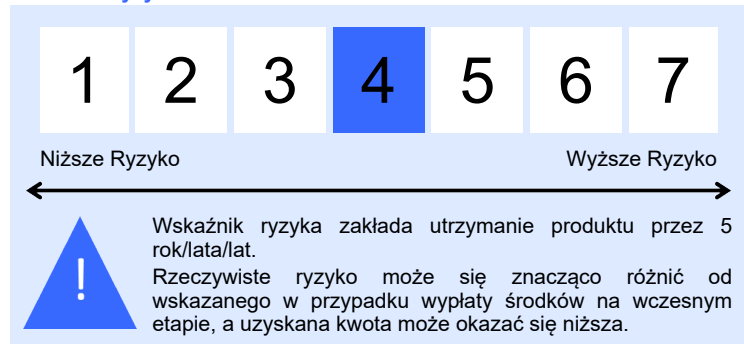 1 2 3 4 5 6 7
Niższe Ryzyko Wyższe Ryzyko
!
Wskaźnik ryzyka zakłada utrzymanie produktu przez 5
rok/lata/lat.
Rzeczywiste ryzyko może się znacząco różnić od
wskazanego w przypadku wypłaty środków na wczesnym
etapie, a uzyskana kwota może okazać się niższa.